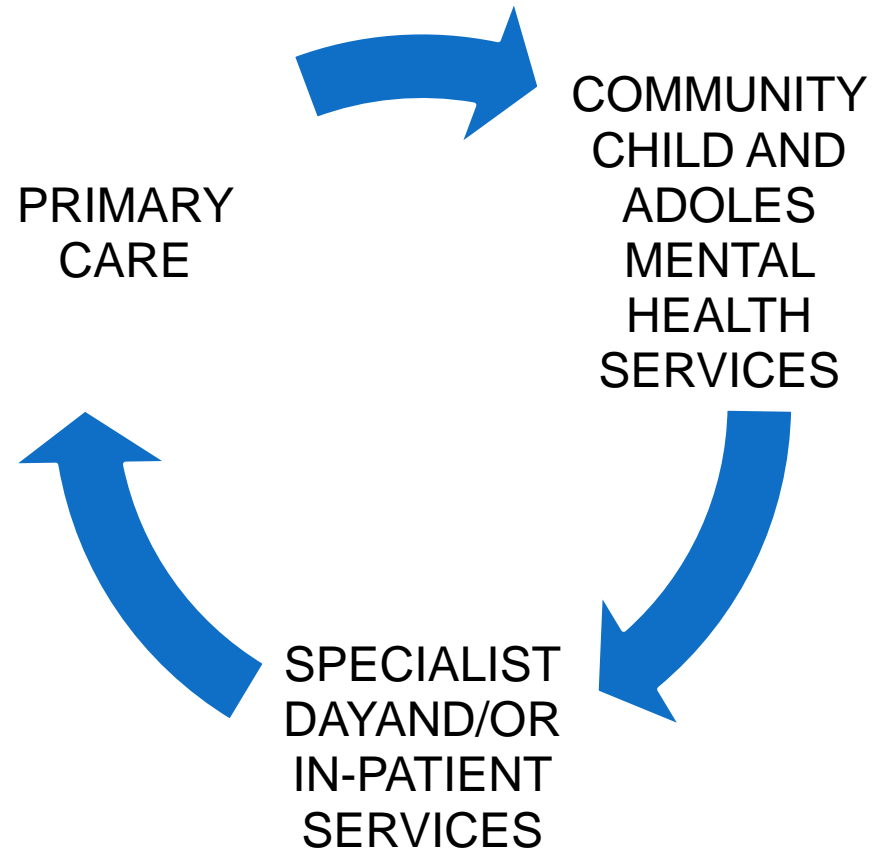 PRIMARY
CARE
COMMUNITY
CHILD AND
ADOLES
MENTAL
HEALTH
SERVICES
SPECIALIST
DAYAND/OR
IN-PATIENT
SERVICES